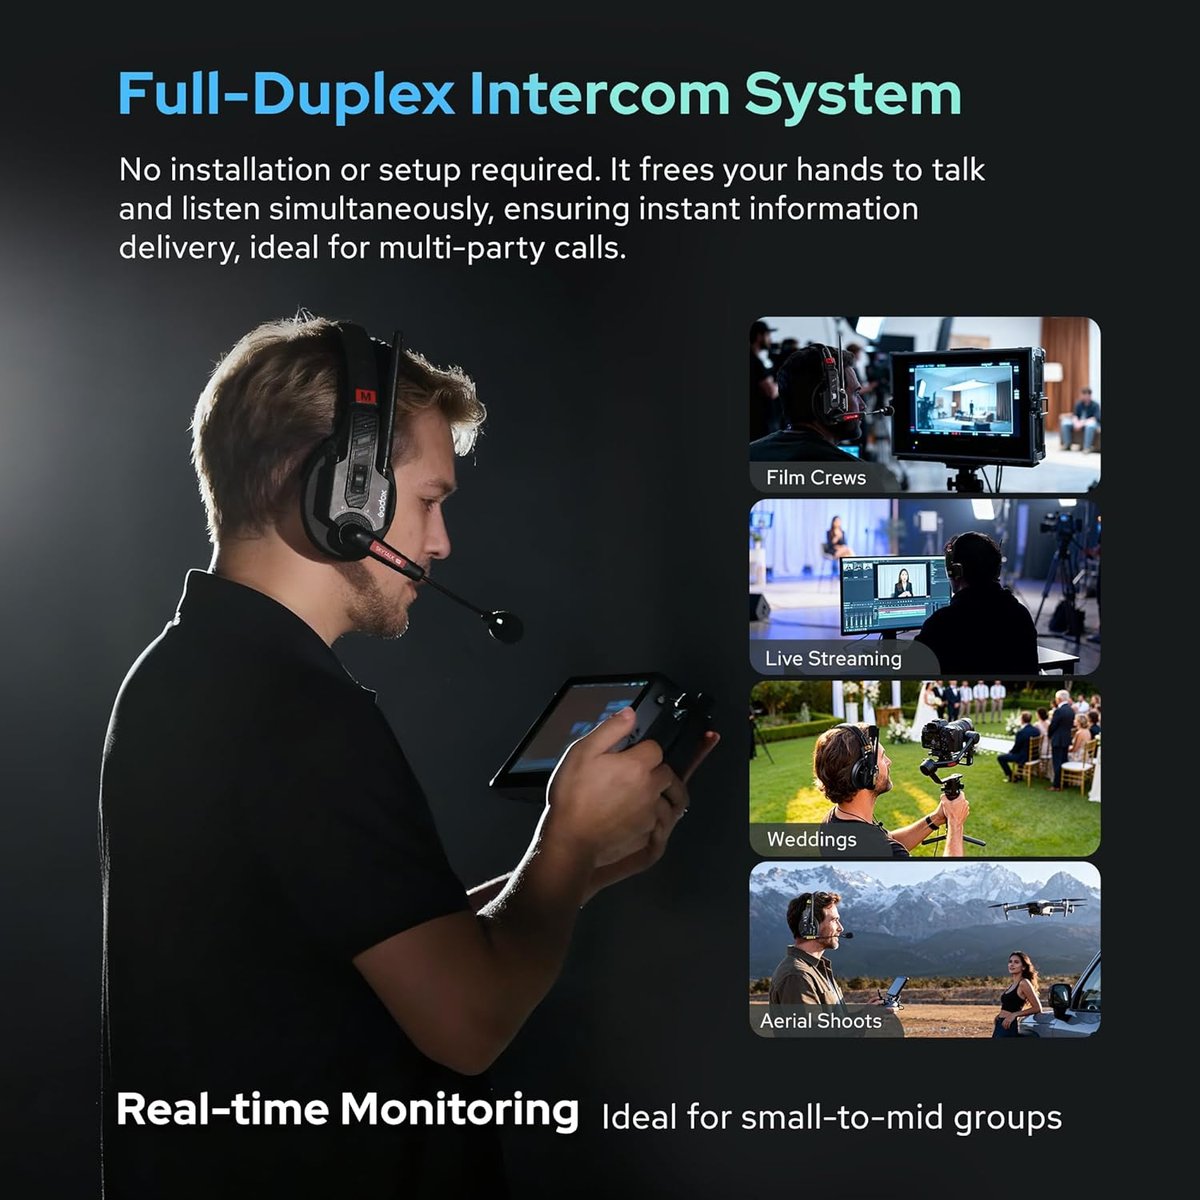 Full-Duplex Intercom System
No installation or setup required. It frees your hands to talk
and listen simultaneously, ensuring instant information
delivery, ideal for multi-party calls.
M
Godox
Film Crews
Live Streaming
Weddings
Aerial Shoots
Real-time Monitoring Ideal for small-to-mid groups